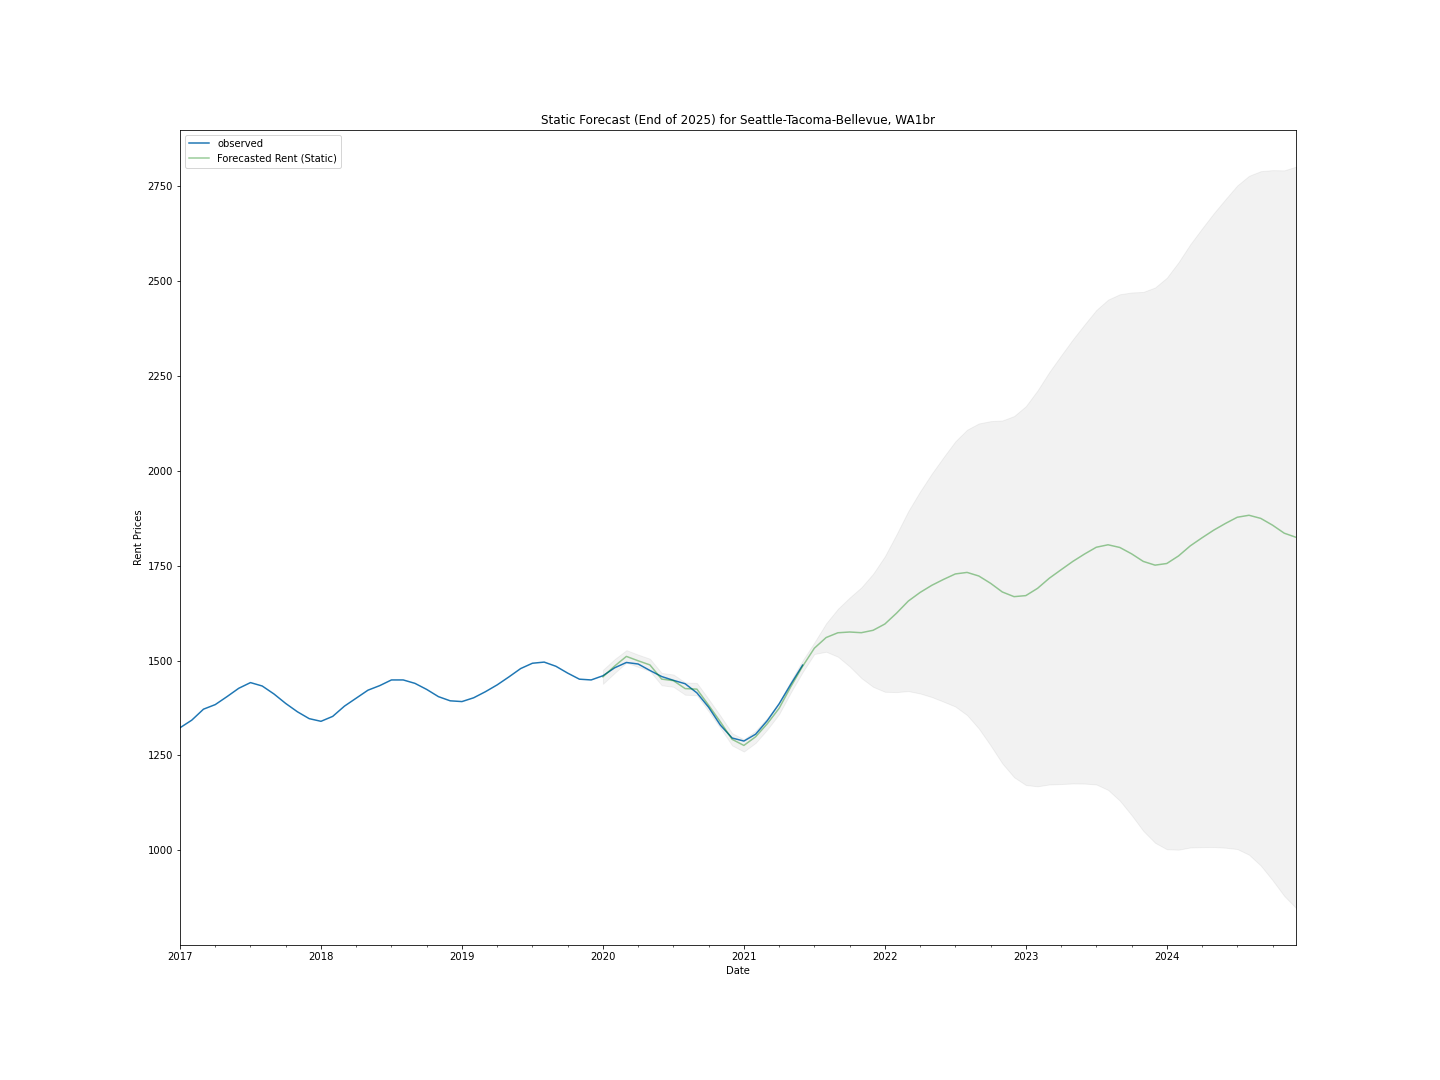 Static Forecast (End of 2025) for Seattle-Tacoma-Bellevue, WA1br
observed
Forecasted Rent (Static)
2750
2500
2250
2000
1750
1500
1250
1000
Rent Prices
2017 2018 2019 2020 2021 2022 2023 2024
Date